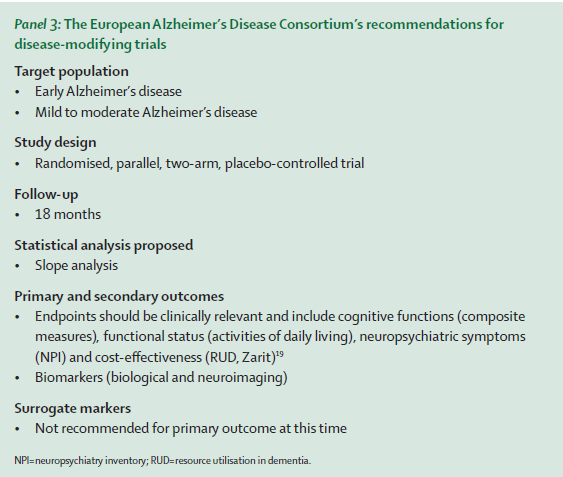 Panel 3: The European Alzheimer's Disease Consortium's recommendations for
disease-modifying trials
Target population
• Early Alzheimer's disease
• Mild to moderate Alzheimer's disease
Study design
• Randomised, parallel, two-arm, placebo-controlled trial
Follow-up
• 18 months
Statistical analysis proposed
• Slope analysis
Primary and secondary outcomes
• Endpoints should be clinically relevant and include cognitive functions (composite
measures), functional status (activities of daily living), neuropsychiatric symptoms
(NPI) and cost-effectiveness (RUD, Zarit)¹⁹
• Biomarkers (biological and neuroimaging)
Surrogate markers
• Not recommended for primary outcome at this time
NPI=neuropsychiatry inventory; RUD=resource utilisation in dementia.